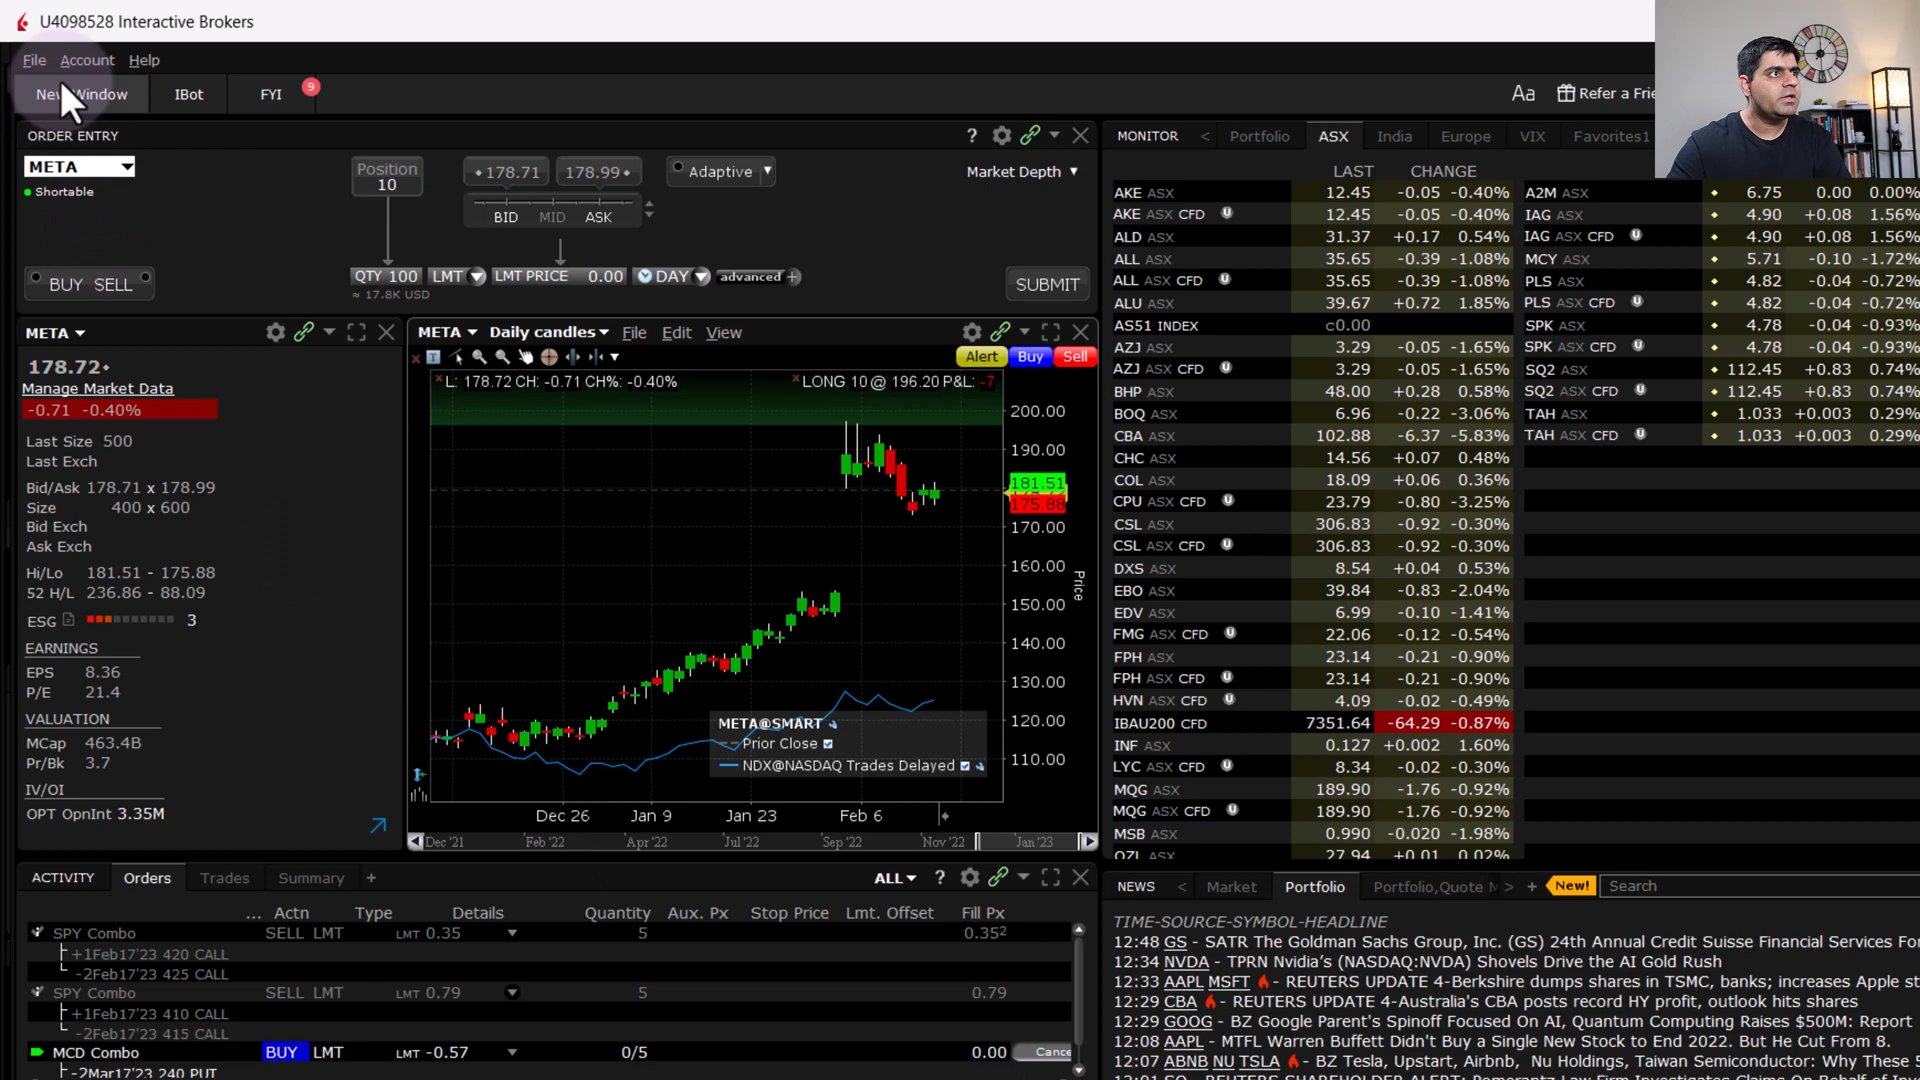 U4098528 Interactive Brokers
File Account Help
New Window IBot FYI 9
Aa Refer a Frie
ORDER ENTRY ?
META
Shortable
Position
10
178.71 178.99
BID MID ASK
Adaptive
Market Depth
BUY SELL
QTY 100 LMT LMT PRICE 0.00 DAY advanced +
≈ 17.8K USD
SUBMIT
META
178.72
Manage Market Data
-0.71 -0.40%
Last Size 500
Last Exch
Bid/Ask 178.71 x 178.99
Size 400 x 600
Bid Exch
Ask Exch
Hi/Lo 181.51 - 175.88
52 H/L 236.86 - 88.09
ESG 3
EARNINGS
EPS 8.36
P/E 21.4
VALUATION
MCap 463.4B
Pr/Bk 3.7
IV/OI
OPT OpnInt 3.35M
META Daily candles File Edit View
Alert Buy Sell
L: 178.72 CH: -0.71 CH%: -0.40% LONG 10 @ 196.20 P&L: -7
200.00
190.00
181.51
175.88
170.00
160.00
150.00
140.00
130.00
120.00
110.00
Price
META@SMART
Prior Close
NDX@NASDAQ Trades Delayed
Dec 26 Jan 9 Jan 23 Feb 6
Dec '21 Feb '22 Apr '22 Jul '22 Sep '22 Nov '22 Jan '23
MONITOR < Portfolio ASX India Europe VIX Favorites1
LAST CHANGE
AKE ASX 12.45 -0.05 -0.40%
AKE ASX CFD 12.45 -0.05 -0.40%
ALD ASX 31.37 +0.17 0.54%
ALL ASX 35.65 -0.39 -1.08%
ALL ASX CFD 35.65 -0.39 -1.08%
ALU ASX 39.67 +0.72 1.85%
AS51 INDEX c0.00
AZJ ASX 3.29 -0.05 -1.65%
AZJ ASX CFD 3.29 -0.05 -1.65%
BHP ASX 48.00 +0.28 0.58%
BOQ ASX 6.96 -0.22 -3.06%
CBA ASX 102.88 -6.37 -5.83%
CHC ASX 14.56 +0.07 0.48%
COL ASX 18.09 +0.06 0.36%
CPU ASX CFD 23.79 -0.80 -3.25%
CSL ASX 306.83 -0.92 -0.30%
CSL ASX CFD 306.83 -0.92 -0.30%
DXS ASX 8.54 +0.04 0.53%
EBO ASX 39.84 -0.83 -2.04%
EDV ASX 6.99 -0.10 -1.41%
FMG ASX CFD 22.06 -0.12 -0.54%
FPH ASX 23.14 -0.21 -0.90%
FPH ASX CFD 23.14 -0.21 -0.90%
HVN ASX CFD 4.09 -0.02 -0.49%
IBAU200 CFD 7351.64 -64.29 -0.87%
INF ASX 0.127 +0.002 1.60%
LYC ASX CFD 8.34 -0.02 -0.30%
MQG ASX 189.90 -1.76 -0.92%
MQG ASX CFD 189.90 -1.76 -0.92%
MSB ASX 0.990 -0.020 -1.98%
OZL ASX 27.94 +0.01 0.02%
A2M ASX 6.75 0.00 0.00%
IAG ASX 4.90 +0.08 1.56%
IAG ASX CFD 4.90 +0.08 1.56%
MCY ASX 5.71 -0.10 -1.72%
PLS ASX 4.82 -0.04 -0.72%
PLS ASX CFD 4.82 -0.04 -0.72%
SPK ASX 4.78 -0.04 -0.93%
SPK ASX CFD 4.78 -0.04 -0.93%
SQ2 ASX 112.45 +0.83 0.74%
SQ2 ASX CFD 112.45 +0.83 0.74%
TAH ASX 1.033 +0.003 0.29%
TAH ASX CFD 1.033 +0.003 0.29%
ACTIVITY Orders Trades Summary + ALL ?
... Actn Type Details Quantity Aux. Px Stop Price Lmt. Offset Fill Px
SPY Combo SELL LMT LMT 0.35 5 0.35²
+1Feb17'23 420 CALL
-2Feb17'23 425 CALL
SPY Combo SELL LMT LMT 0.79 5 0.79
+1Feb17'23 410 CALL
-2Feb17'23 415 CALL
MCD Combo BUY LMT LMT -0.57 0/5 0.00 Cance
-2Mar17'23 240 PUT
NEWS < Market Portfolio Portfolio,Quote M > + New! Search
TIME-SOURCE-SYMBOL-HEADLINE
12:48 GS - SATR The Goldman Sachs Group, Inc. (GS) 24th Annual Credit Suisse Financial Services For
12:34 NVDA - TPRN Nvidia's (NASDAQ:NVDA) Shovels Drive the AI Gold Rush
12:33 AAPL MSFT - REUTERS UPDATE 4-Berkshire dumps shares in TSMC, banks; increases Apple st
12:29 CBA - REUTERS UPDATE 4-Australia's CBA posts record HY profit, outlook hits shares
12:29 GOOG - BZ Google Parent's Spinoff Focused On AI, Quantum Computing Raises $500M: Report
12:08 AAPL - MTFL Warren Buffett Didn't Buy a Single New Stock to End 2022. But He Cut From 8.
12:07 ABNB NU TSLA - BZ Tesla, Upstart, Airbnb, Nu Holdings, Taiwan Semiconductor: Why These 5